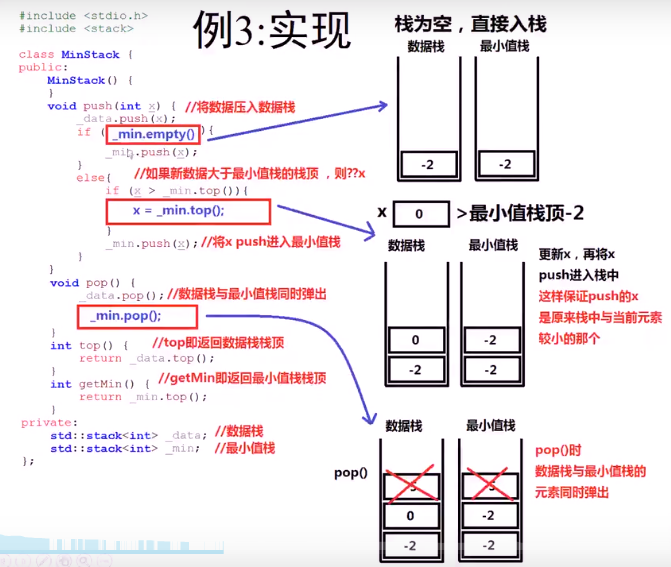 例3:实现
#include <stdio.h>
#include <stack>
class MinStack {
public:
MinStack() {
}
void push(int x) { //将数据压入数据栈
_data.push(x);
if ( _min.empty() ){
_min.push(x);
}
//如果新数据大于最小值栈的栈顶 ，则??x
else{
if (x > _min.top()){
x = _min.top();
}
_min.push(x); //将x push进入最小值栈
}
}
void pop() {
_data.pop(); //数据栈与最小值栈同时弹出
_min.pop();
}
int top() { //top即返回数据栈栈顶
return _data.top();
}
int getMin() { //getMin即返回最小值栈栈顶
return _min.top();
}
private:
std::stack<int> _data; //数据栈
std::stack<int> _min; //最小值栈
};
栈为空，直接入栈
数据栈 最小值栈
-2 -2
x 0 >最小值栈顶-2
数据栈 最小值栈
0 -2
-2 -2
更新x，再将x
push进入栈中
这样保证push的x
是原来栈中与当前元素
较小的那个
数据栈 最小值栈
pop()
0 -2
-2 -2
pop()时
数据栈与最小值栈的
元素同时弹出